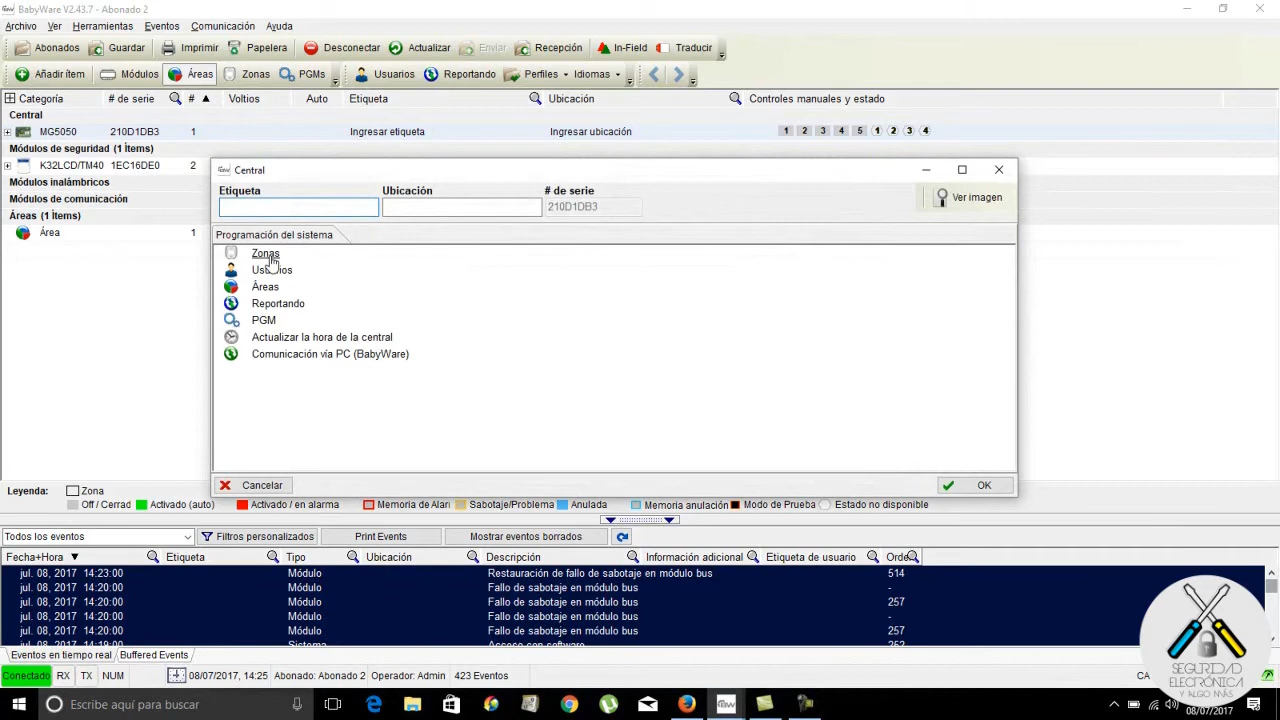 BabyWare V2.43.7 - Abonado 2
Archivo Ver Herramientas Eventos Comunicación Ayuda
Abonados Guardar Imprimir Papelera Desconectar Actualizar Enviar Recepción In-Field Traducir
Añadir ítem Módulos Áreas Zonas PGMs Usuarios Reportando Perfiles Idiomas
Categoría # de serie # Voltios Auto Etiqueta Ubicación Controles manuales y estado
Central
MG5050 210D1DB3 1 Ingresar etiqueta Ingresar ubicación 1 2 3 4 5 1 2 3 4
Módulos de seguridad (1 Ítems)
K32LCD/TM40 1EC16DE0 2
Módulos inalámbricos
Módulos de comunicación
Áreas (1 Ítems)
Área 1
Central
Etiqueta Ubicación # de serie
210D1DB3
Ver imagen
Programación del sistema
Zonas
Usuarios
Áreas
Reportando
PGM
Actualizar la hora de la central
Comunicación vía PC (BabyWare)
Cancelar OK
Leyenda: Zona
Off / Cerrad Activado (auto) Activado / en alarma Memoria de Alar Sabotaje/Problema Anulada Memoria anulación Modo de Prueba Estado no disponible
Todos los eventos Filtros personalizados Print Events Mostrar eventos borrados
Fecha+Hora Etiqueta Tipo Ubicación Descripción Información adicional Etiqueta de usuario Orde
jul. 08, 2017 14:23:00 Módulo Restauración de fallo de sabotaje en módulo bus 514
jul. 08, 2017 14:20:00 Módulo Fallo de sabotaje en módulo bus -
jul. 08, 2017 14:20:00 Módulo Fallo de sabotaje en módulo bus 257
jul. 08, 2017 14:20:00 Módulo Fallo de sabotaje en módulo bus -
jul. 08, 2017 14:20:00 Módulo Fallo de sabotaje en módulo bus 257
jul. 08, 2017 14:19:00 Sistema Acceso con software 252
Eventos en tiempo real Buffered Events
Conectado RX TX NUM 08/07/2017, 14:25 Abonado: Abonado 2 Operador: Admin 423 Eventos CA
SEGURIDAD
ELECTRÓNICA
Y ALGO MÁS
Escribe aquí para buscar
08/07/2017